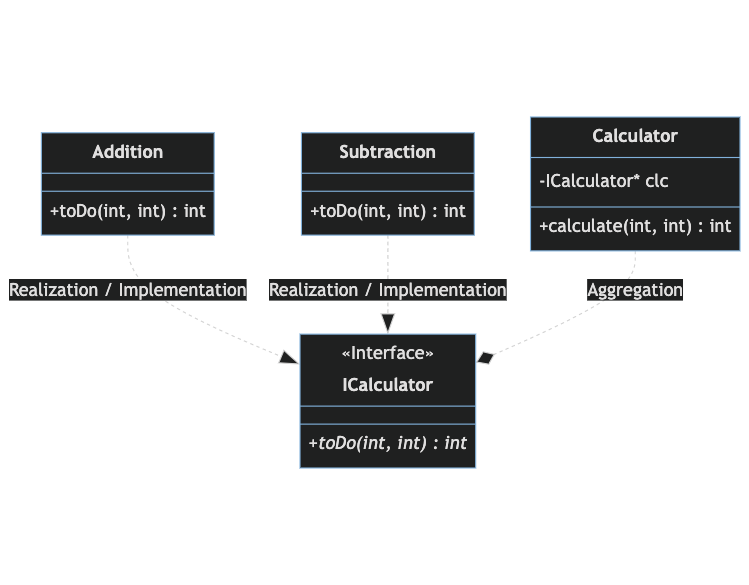 Addition
+toDo(int, int) : int
Subtraction
+toDo(int, int) : int
Calculator
-ICalculator* clc
+calculate(int, int) : int
Realization / Implementation
Realization / Implementation
Aggregation
«Interface»
ICalculator
+toDo(int, int) : int